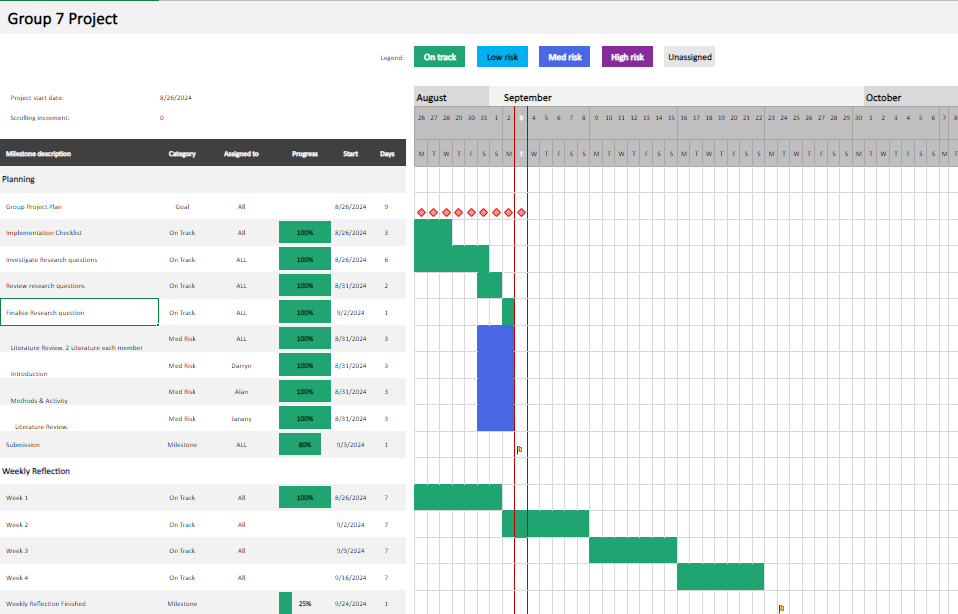 Group 7 Project
Legend: On track Low risk Med risk High risk Unassigned
Project start date: 8/26/2024
Scrolling increment: 0
August September October
26 27 28 29 30 31 1 2 3 4 5 6 7 8 9 10 11 12 13 14 15 16 17 18 19 20 21 22 23 24 25 26 27 28 29 30 1 2 3 4 5 6 7 8
Milestone description Category Assigned to Progress Start Days M T W T F S S M T W T F S S M T W T F S S M T W T F S S M T W T F S S M T W T F S S M T
Planning
Group Project Plan Goal All 8/26/2024 9
Implementation Checklist On Track All 100% 8/26/2024 3
Investigate Research questions On Track ALL 100% 8/26/2024 6
Review research questions On Track ALL 100% 8/31/2024 2
Finalise Research question On Track ALL 100% 9/2/2024 1
Literature Review. 2 Literature each member Med Risk ALL 100% 8/31/2024 3
Introduction Med Risk Darryn 100% 8/31/2024 3
Methods & Activity Med Risk Alan 100% 8/31/2024 3
Literature Review. Med Risk Janany 100% 8/31/2024 3
Submission Milestone ALL 80% 9/3/2024 1
Weekly Reflection
Week 1 On Track All 100% 8/26/2024 7
Week 2 On Track All 9/2/2024 7
Week 3 On Track All 9/9/2024 7
Week 4 On Track All 9/16/2024 7
Weekly Reflection Finished Milestone 25% 9/24/2024 1